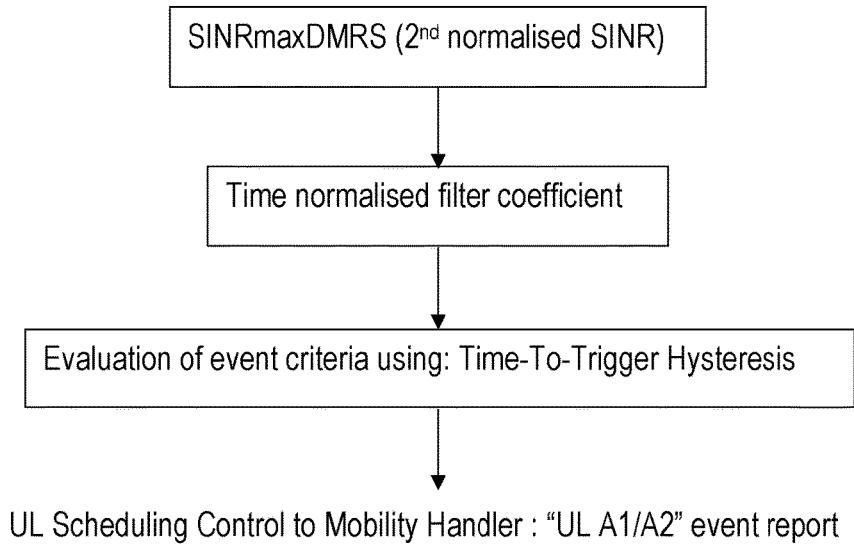 SINRmaxDMRS (2nd normalised SINR)
Time normalised filter coefficient
Evaluation of event criteria using: Time-To-Trigger Hysteresis
UL Scheduling Control to Mobility Handler : “UL A1/A2” event report